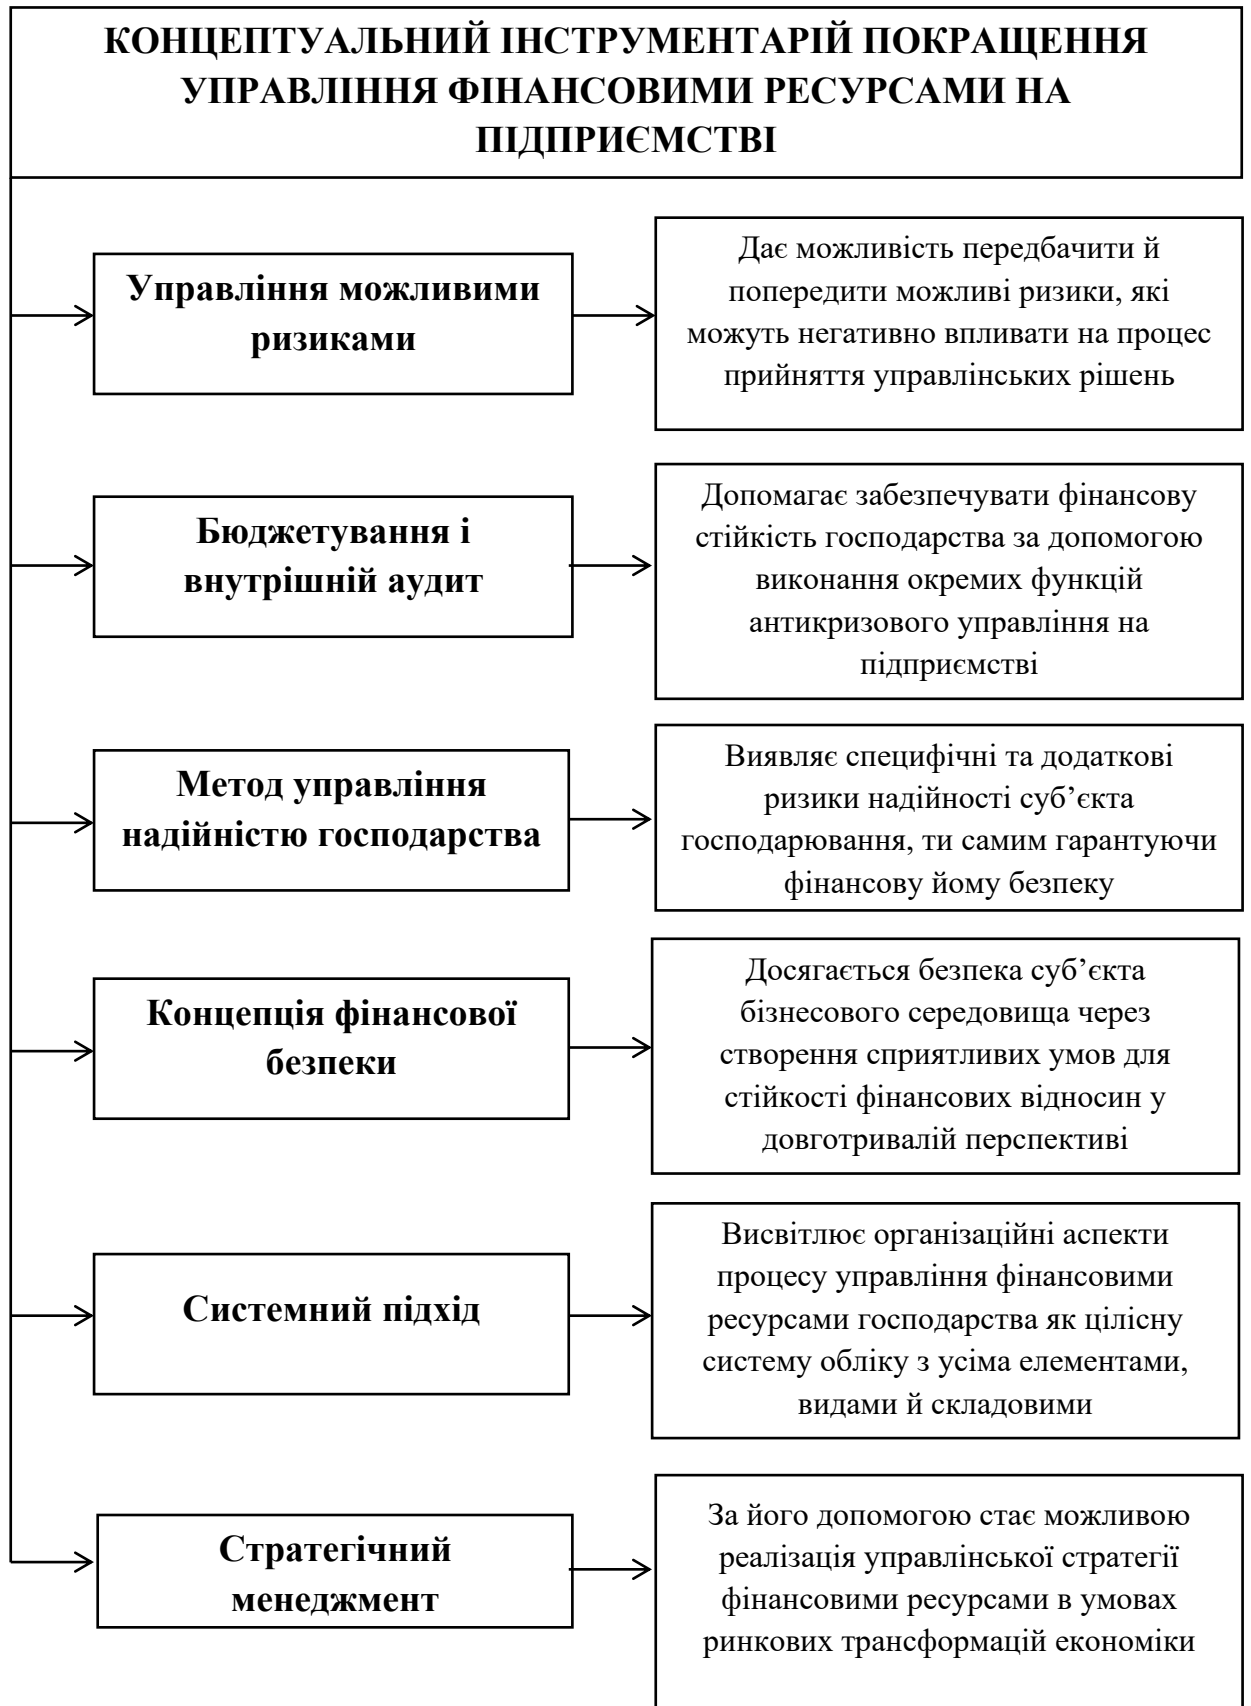 КОНЦЕПТУАЛЬНИЙ ІНСТРУМЕНТАРІЙ ПОКРАЩЕННЯ
УПРАВЛІННЯ ФІНАНСОВИМИ РЕСУРСАМИ НА
ПІДПРИЄМСТВІ
Управління можливими
ризиками
Дає можливість передбачити й
попередити можливі ризики, які
можуть негативно впливати на процес
прийняття управлінських рішень
Бюджетування і
внутрішній аудит
Допомагає забезпечувати фінансову
стійкість господарства за допомогою
виконання окремих функцій
антикризового управління на
підприємстві
Метод управління
надійністю господарства
Виявляє специфічні та додаткові
ризики надійності суб’єкта
господарювання, ти самим гарантуючи
фінансову йому безпеку
Концепція фінансової
безпеки
Досягається безпека суб’єкта
бізнесового середовища через
створення сприятливих умов для
стійкості фінансових відносин у
довготривалій перспективі
Системний підхід
Висвітлює організаційні аспекти
процесу управління фінансовими
ресурсами господарства як цілісну
систему обліку з усіма елементами,
видами й складовими
Стратегічний
менеджмент
За його допомогою стає можливою
реалізація управлінської стратегії
фінансовими ресурсами в умовах
ринкових трансформацій економіки